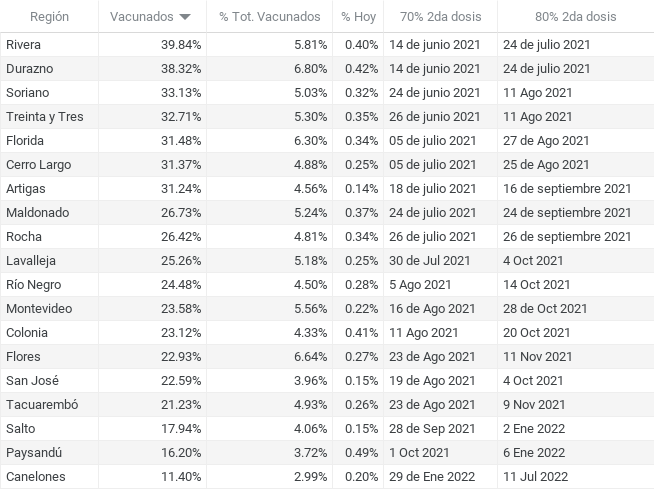 Región Vacunados % Tot. Vacunados % Hoy 70% 2da dosis 80% 2da dosis
Rivera 39.84% 5.81% 0.40% 14 de junio 2021 24 de julio 2021
Durazno 38.32% 6.80% 0.42% 14 de junio 2021 24 de julio 2021
Soriano 33.13% 5.03% 0.32% 24 de junio 2021 11 Ago 2021
Treinta y Tres 32.71% 5.30% 0.35% 26 de junio 2021 11 Ago 2021
Florida 31.48% 6.30% 0.34% 05 de julio 2021 27 de Ago 2021
Cerro Largo 31.37% 4.88% 0.25% 05 de julio 2021 25 de Ago 2021
Artigas 31.24% 4.56% 0.14% 18 de julio 2021 16 de septiembre 2021
Maldonado 26.73% 5.24% 0.37% 24 de julio 2021 24 de septiembre 2021
Rocha 26.42% 4.81% 0.34% 26 de julio 2021 26 de septiembre 2021
Lavalleja 25.26% 5.18% 0.25% 30 de Jul 2021 4 Oct 2021
Río Negro 24.48% 4.50% 0.28% 5 Ago 2021 14 Oct 2021
Montevideo 23.58% 5.56% 0.22% 16 de Ago 2021 28 de Oct 2021
Colonia 23.12% 4.33% 0.41% 11 Ago 2021 20 Oct 2021
Flores 22.93% 6.64% 0.27% 23 de Ago 2021 11 Nov 2021
San José 22.59% 3.96% 0.15% 19 de Ago 2021 4 Oct 2021
Tacuarembó 21.23% 4.93% 0.26% 23 de Ago 2021 9 Nov 2021
Salto 17.94% 4.06% 0.15% 28 de Sep 2021 2 Ene 2022
Paysandú 16.20% 3.72% 0.49% 1 Oct 2021 6 Ene 2022
Canelones 11.40% 2.99% 0.20% 29 de Ene 2022 11 Jul 2022